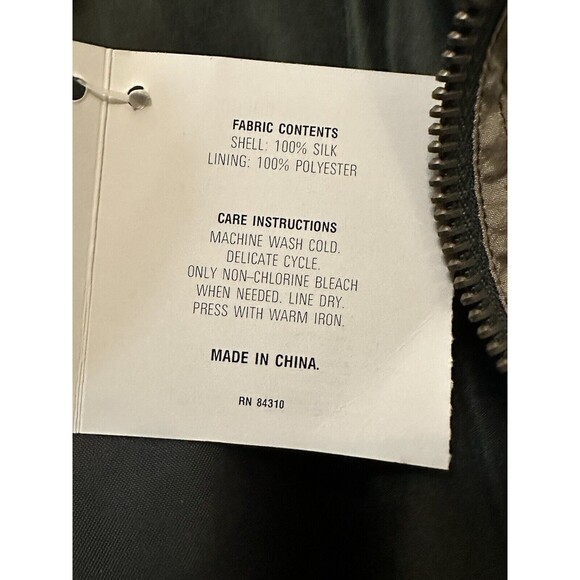 FABRIC CONTENTS
SHELL: 100% SILK
LINING: 100% POLYESTER
CARE INSTRUCTIONS
MACHINE WASH COLD.
DELICATE CYCLE.
ONLY NON-CHLORINE BLEACH
WHEN NEEDED. LINE DRY.
PRESS WITH WARM IRON.
MADE IN CHINA.
RN 84310